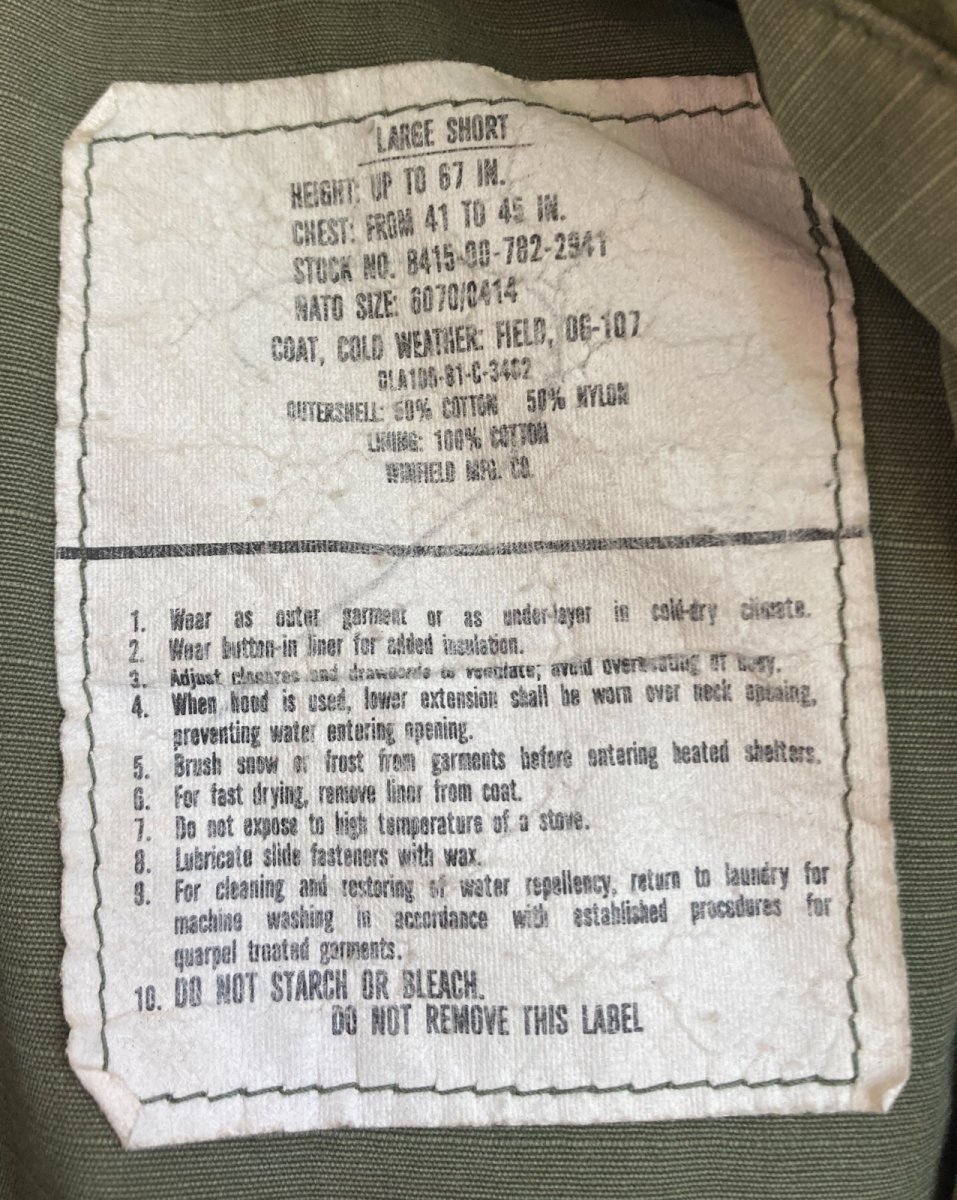 LARGE SHORT
HEIGHT: UP TO 67 IN.
CHEST: FROM 41 TO 45 IN.
STOCK NO. 8415-00-782-2941
NATO SIZE: 6070/0414
COAT, COLD WEATHER: FIELD, OG-107
DLA100-81-C-3462
OUTERSHELL: 50% COTTON 50% NYLON
LINING: 100% COTTON
WINFIELD MFG. CO.
1. Wear as outer garment or as under-layer in cold-dry climate.
2. Wear button-in liner for added insulation.
3. Adjust closures and drawcords to ventilate; avoid overheating of body.
4. When hood is used, lower extension shall be worn over neck opening,
preventing water entering opening.
5. Brush snow or frost from garments before entering heated shelters.
6. For fast drying, remove liner from coat.
7. Do not expose to high temperature of a stove.
8. Lubricate slide fasteners with wax.
9. For cleaning and restoring of water repellency, return to laundry for
machine washing in accordance with established procedures for
quarpel treated garments.
10. DO NOT STARCH OR BLEACH.
DO NOT REMOVE THIS LABEL